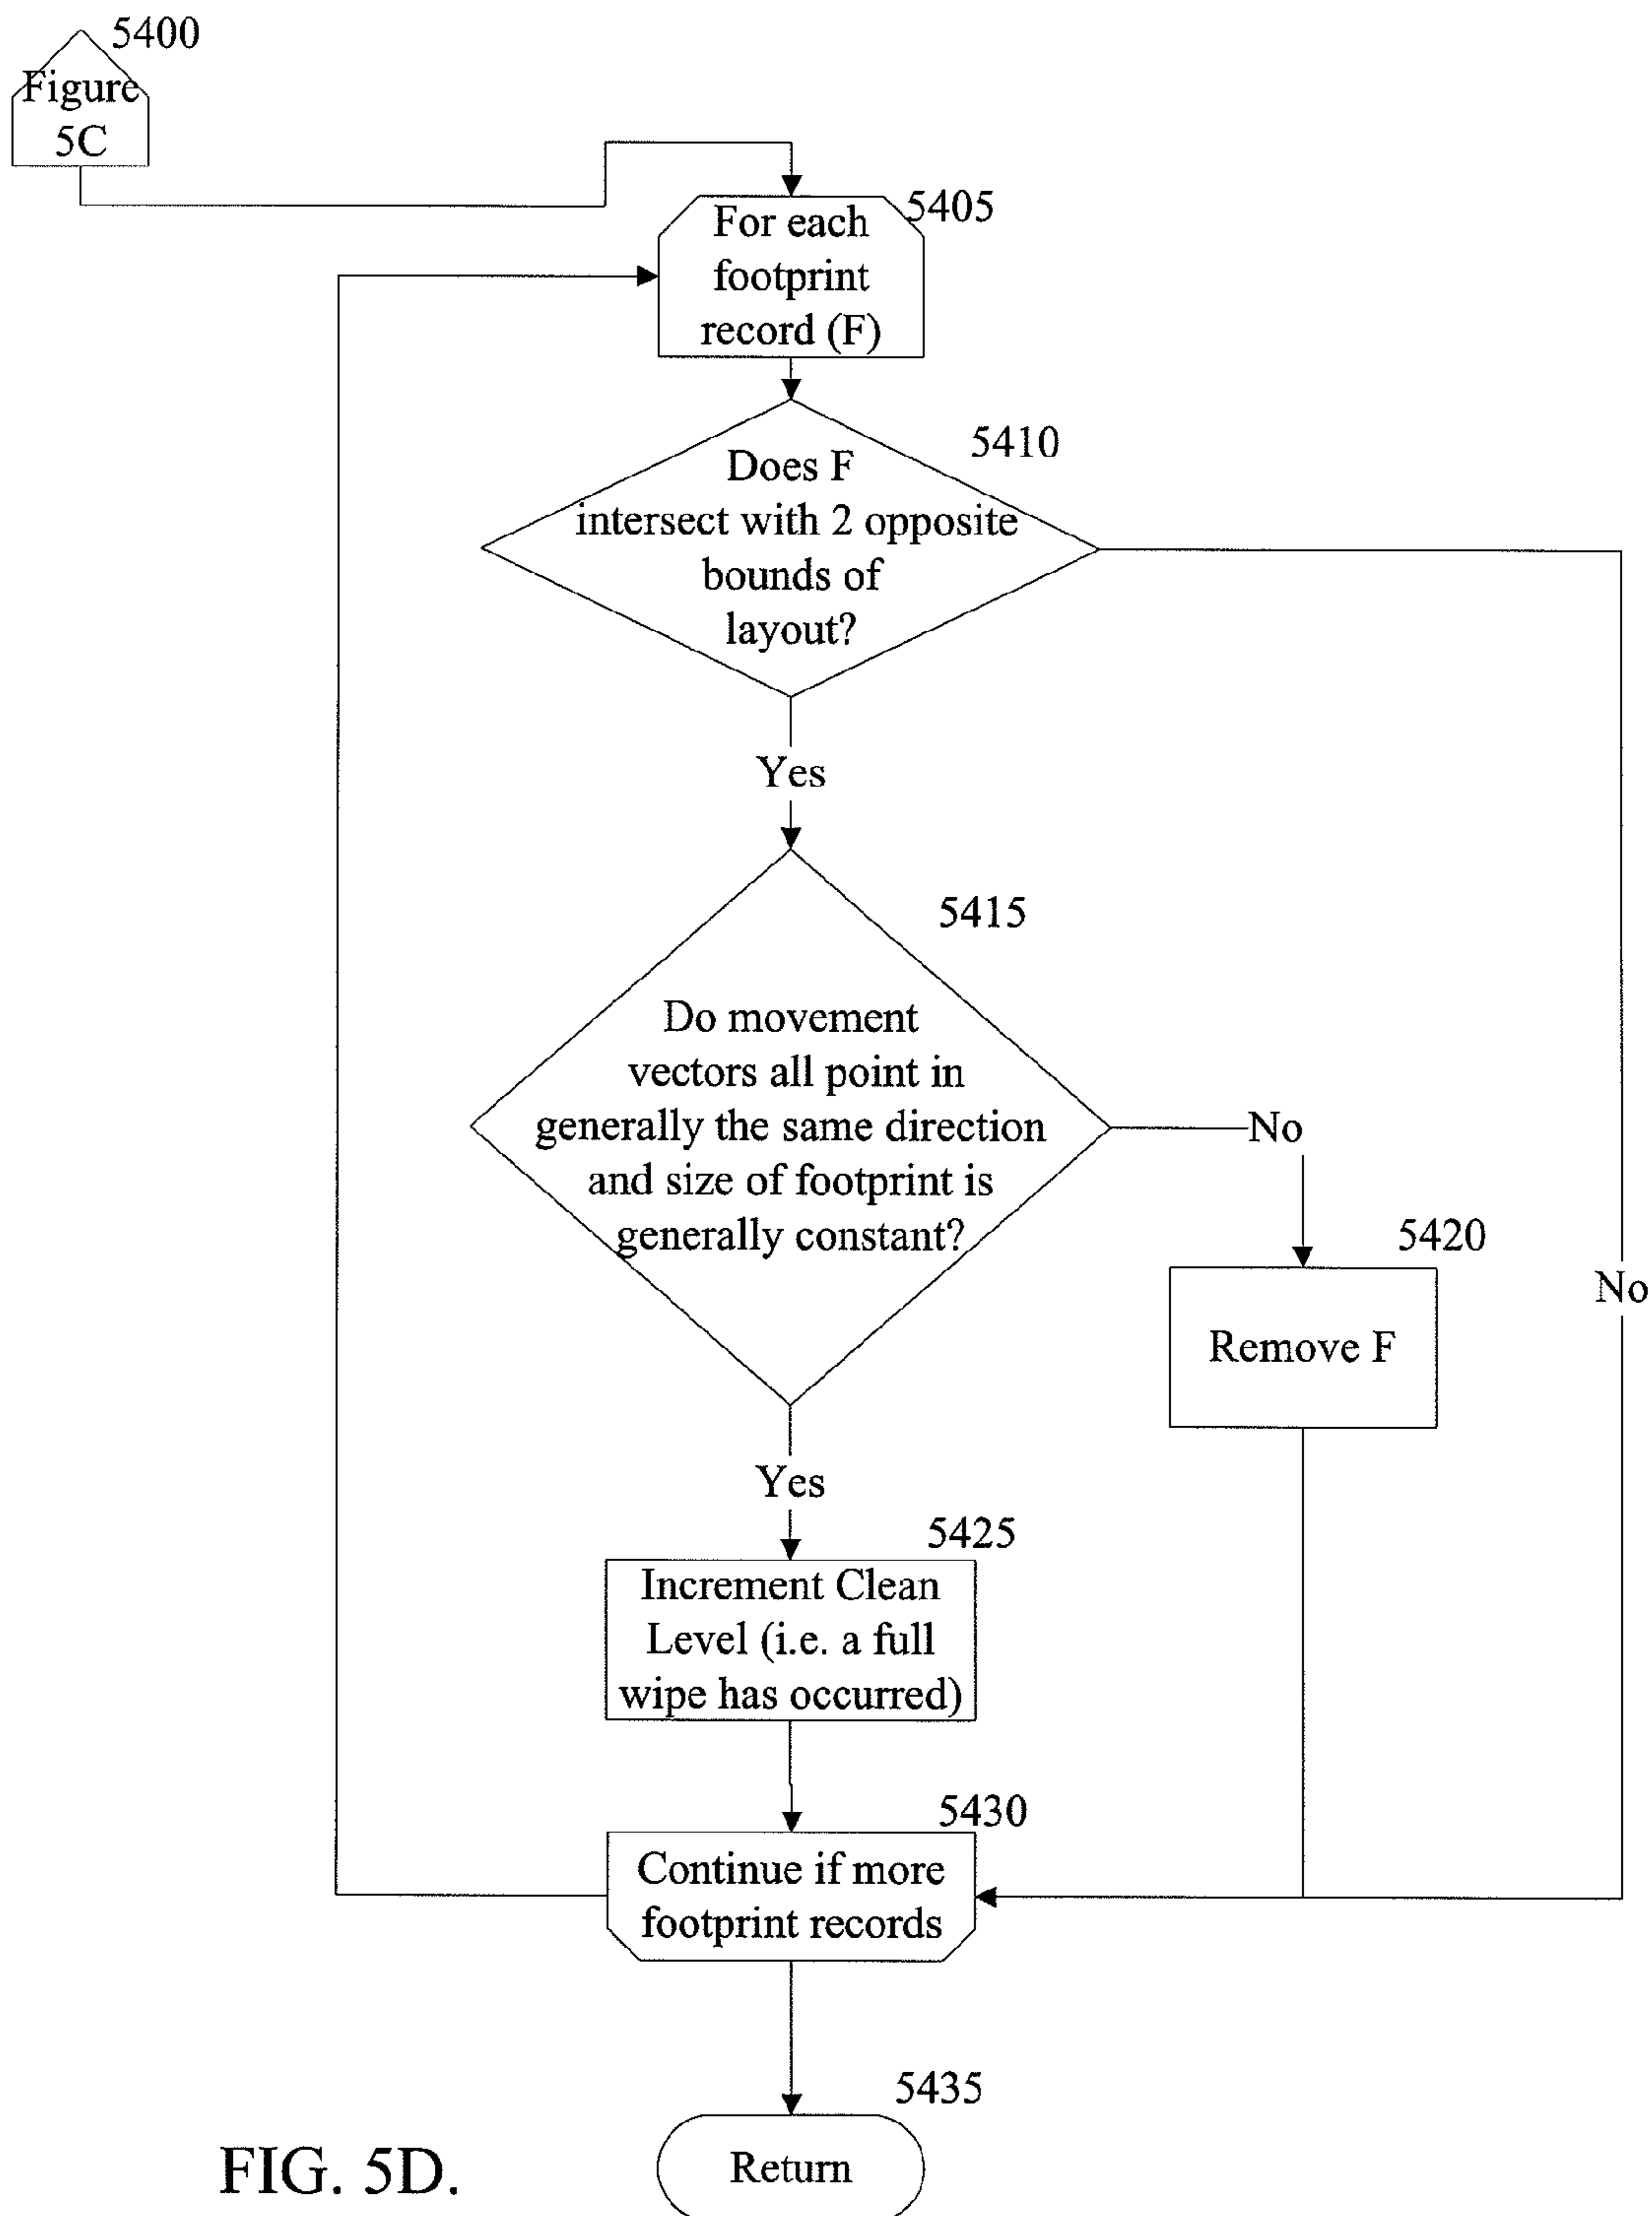 5400
Figure
5C
5405
For each
footprint
record (F)
5410
Does F
intersect with 2 opposite
bounds of
layout?
Yes
5415
Do movement
vectors all point in
generally the same direction
and size of footprint is
generally constant?
No
5420
Remove F
No
Yes
5425
Increment Clean
Level (i.e. a full
wipe has occurred)
5430
Continue if more
footprint records
5435
Return
FIG. 5D.